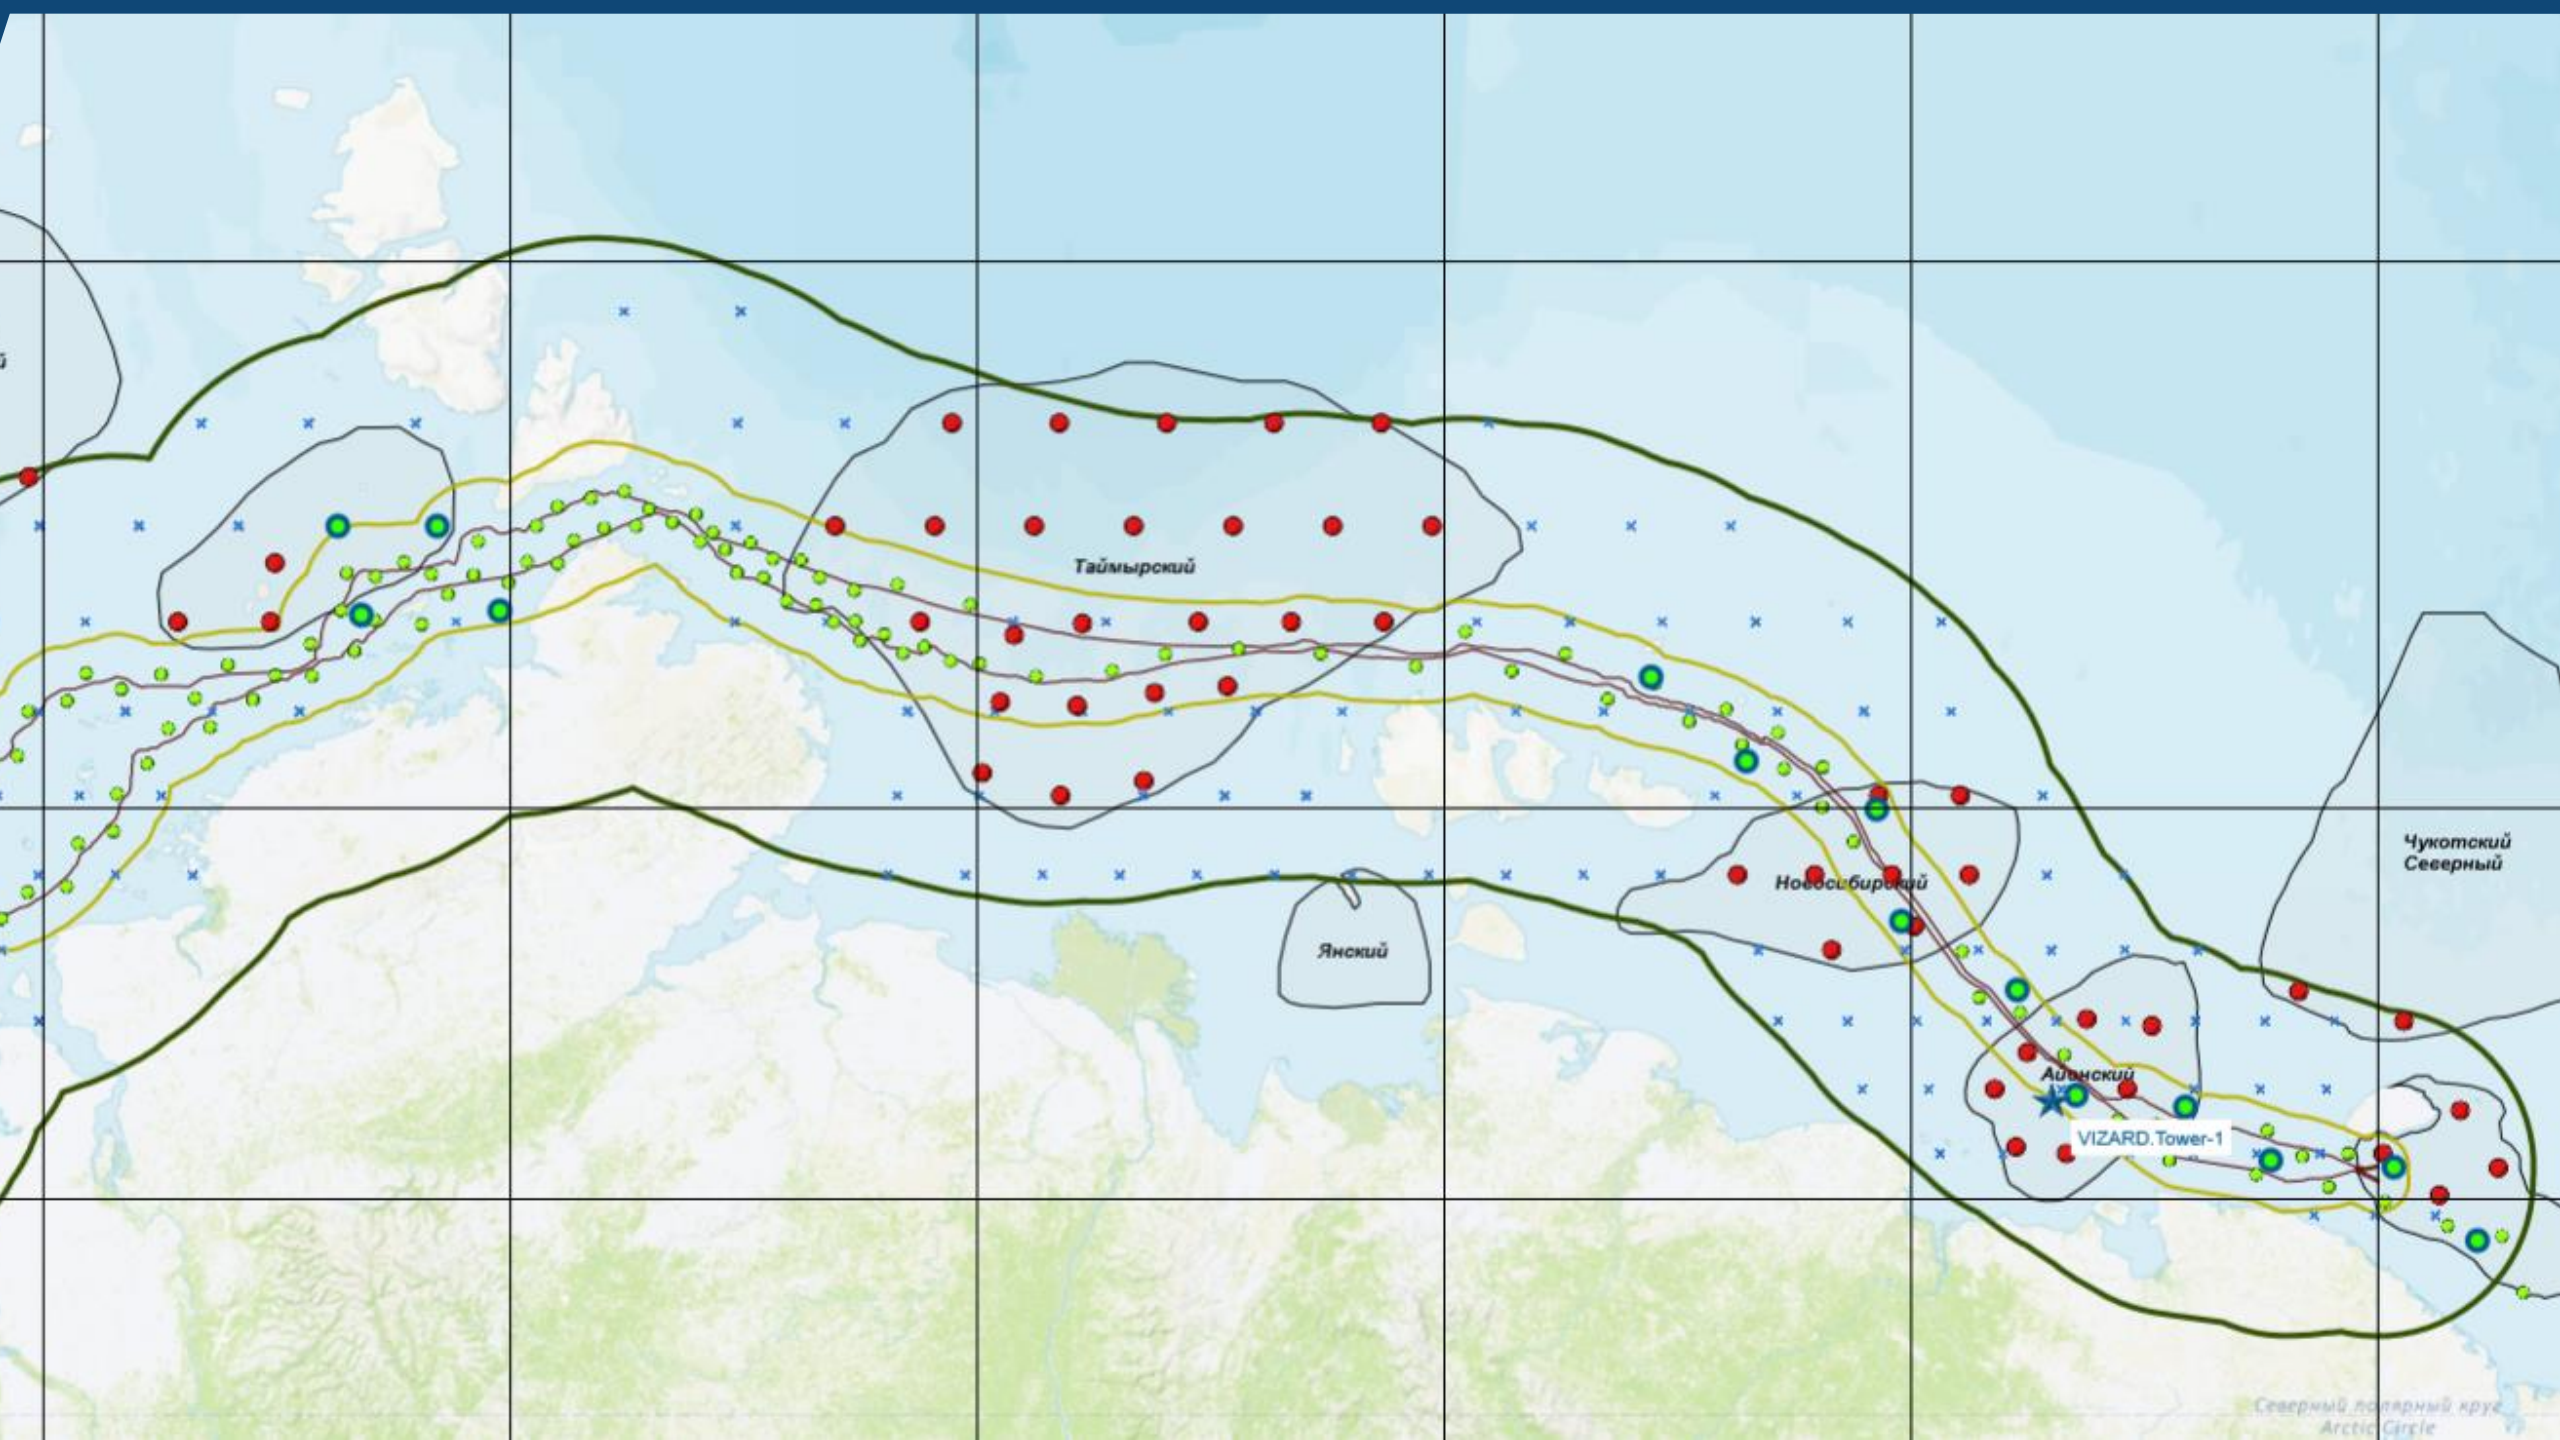 й
Таймырский
Чукотский
Северный
Новосибирский
Янский
Айонский
VIZARD.Tower-1
Северный полярный круг
Arctic Circle